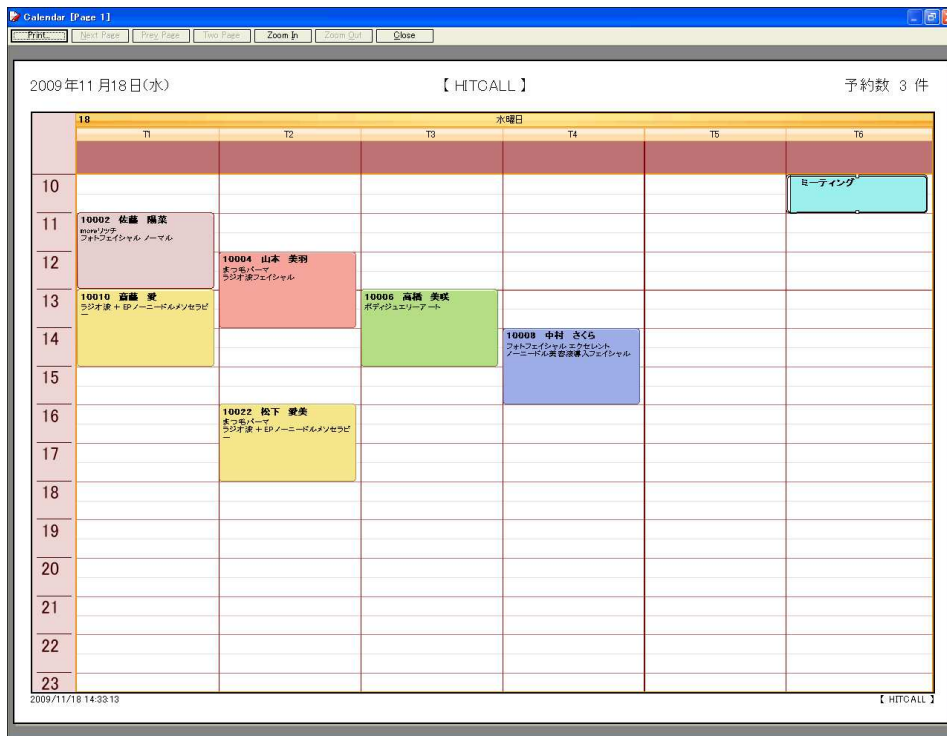 Calendar [Page 1]
Print... Next Page Prev Page Two Page Zoom In Zoom Out Close
2009年11月18日(水) 【 HITCALL 】 予約数 3 件
18 水曜日
T1 T2 T3 T4 T5 T6
10
ミーティング
11
10002 佐藤 陽菜
moreリッチ
フォトフェイシャル ノーマル
12
10004 山本 美羽
まつ毛パーマ
ラジオ波フェイシャル
13
10010 斎藤 愛
ラジオ波 + EPノーニードルメソセラピ
ー
10006 高橋 美咲
ボディジュエリーアート
14
10008 中村 さくら
フォトフェイシャル エクセレント
ノーニードル美容液導入フェイシャル
15
16
10022 松下 愛美
まつ毛パーマ
ラジオ波 + EPノーニードルメソセラピ
ー
17
18
19
20
21
22
23
2009/11/18 14:33:13 【 HITCALL 】